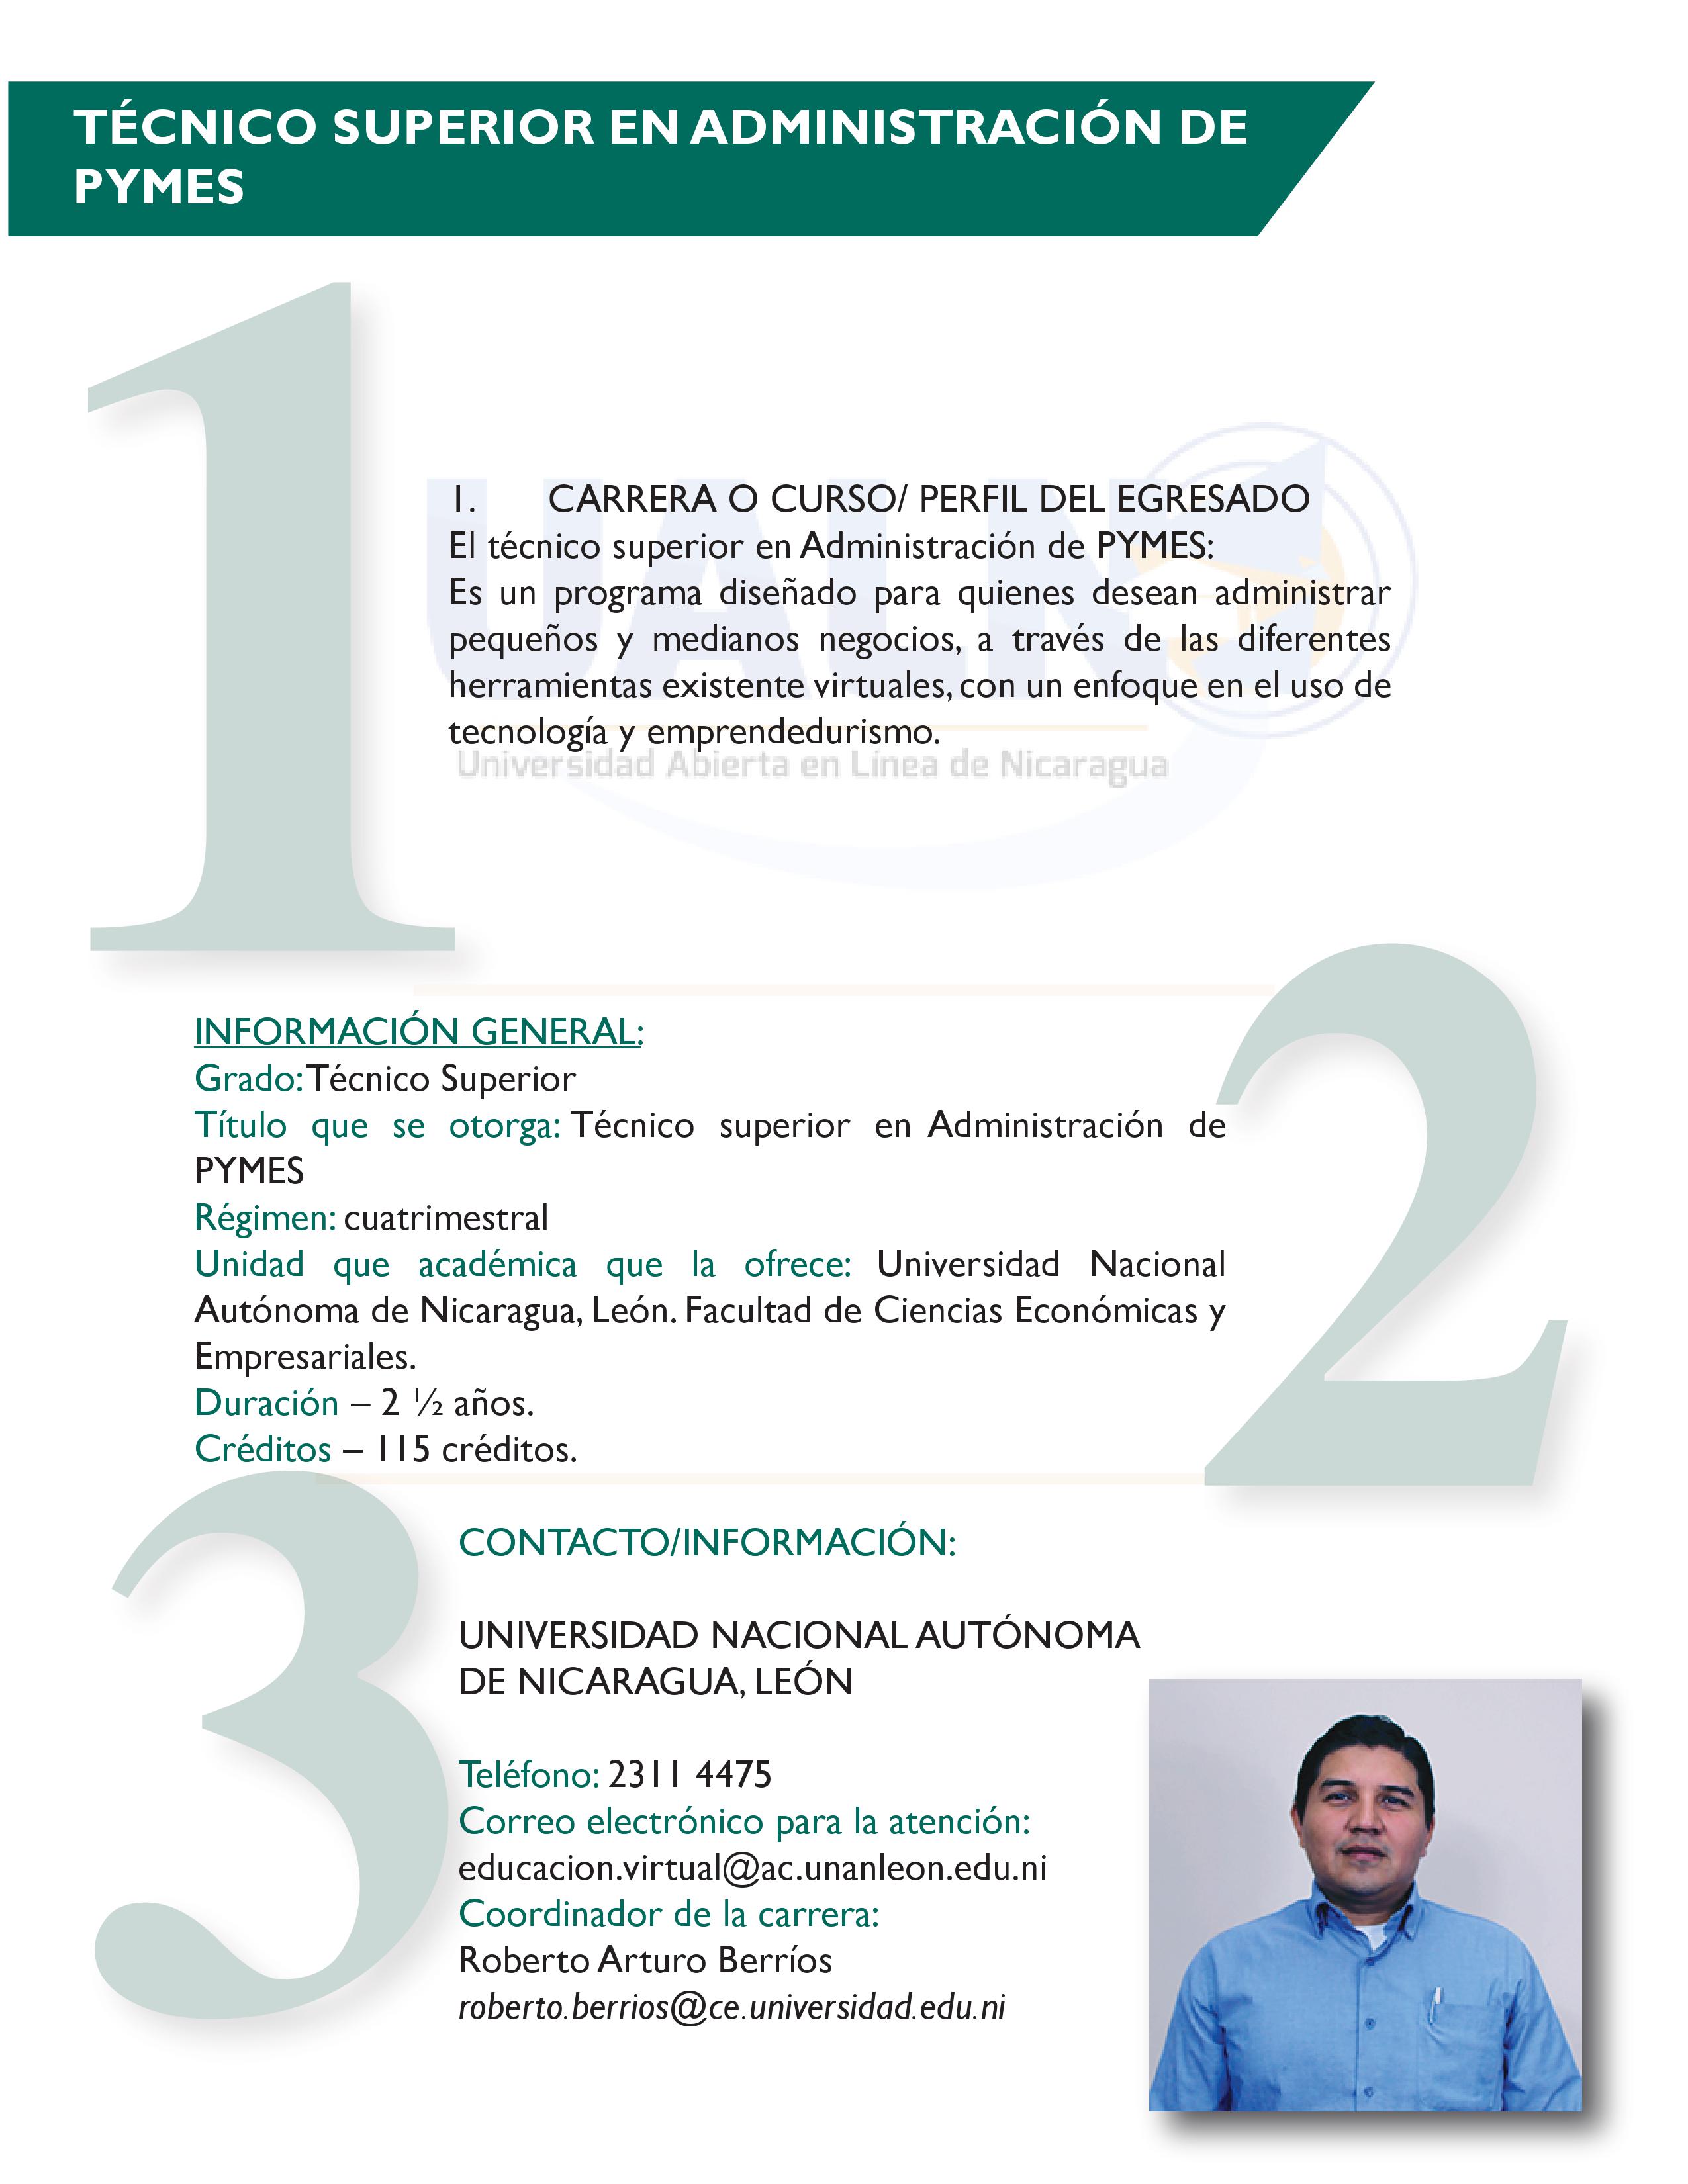 TÉCNICO SUPERIOR EN ADMINISTRACIÓN DE
PYMES
1
1. CARRERA O CURSO/ PERFIL DEL EGRESADO
El técnico superior en Administración de PYMES:
Es un programa diseñado para quienes desean administrar
pequeños y medianos negocios, a través de las diferentes
herramientas existente virtuales, con un enfoque en el uso de
tecnología y emprendedurismo.
UALN
Universidad Abierta en Línea de Nicaragua
2
INFORMACIÓN GENERAL:
Grado: Técnico Superior
Título que se otorga: Técnico superior en Administración de
PYMES
Régimen: cuatrimestral
Unidad que académica que la ofrece: Universidad Nacional
Autónoma de Nicaragua, León. Facultad de Ciencias Económicas y
Empresariales.
Duración – 2 ½ años.
Créditos – 115 créditos.
3
CONTACTO/INFORMACIÓN:
UNIVERSIDAD NACIONAL AUTÓNOMA
DE NICARAGUA, LEÓN
Teléfono: 2311 4475
Correo electrónico para la atención:
educacion.virtual@ac.unanleon.edu.ni
Coordinador de la carrera:
Roberto Arturo Berríos
roberto.berrios@ce.universidad.edu.ni